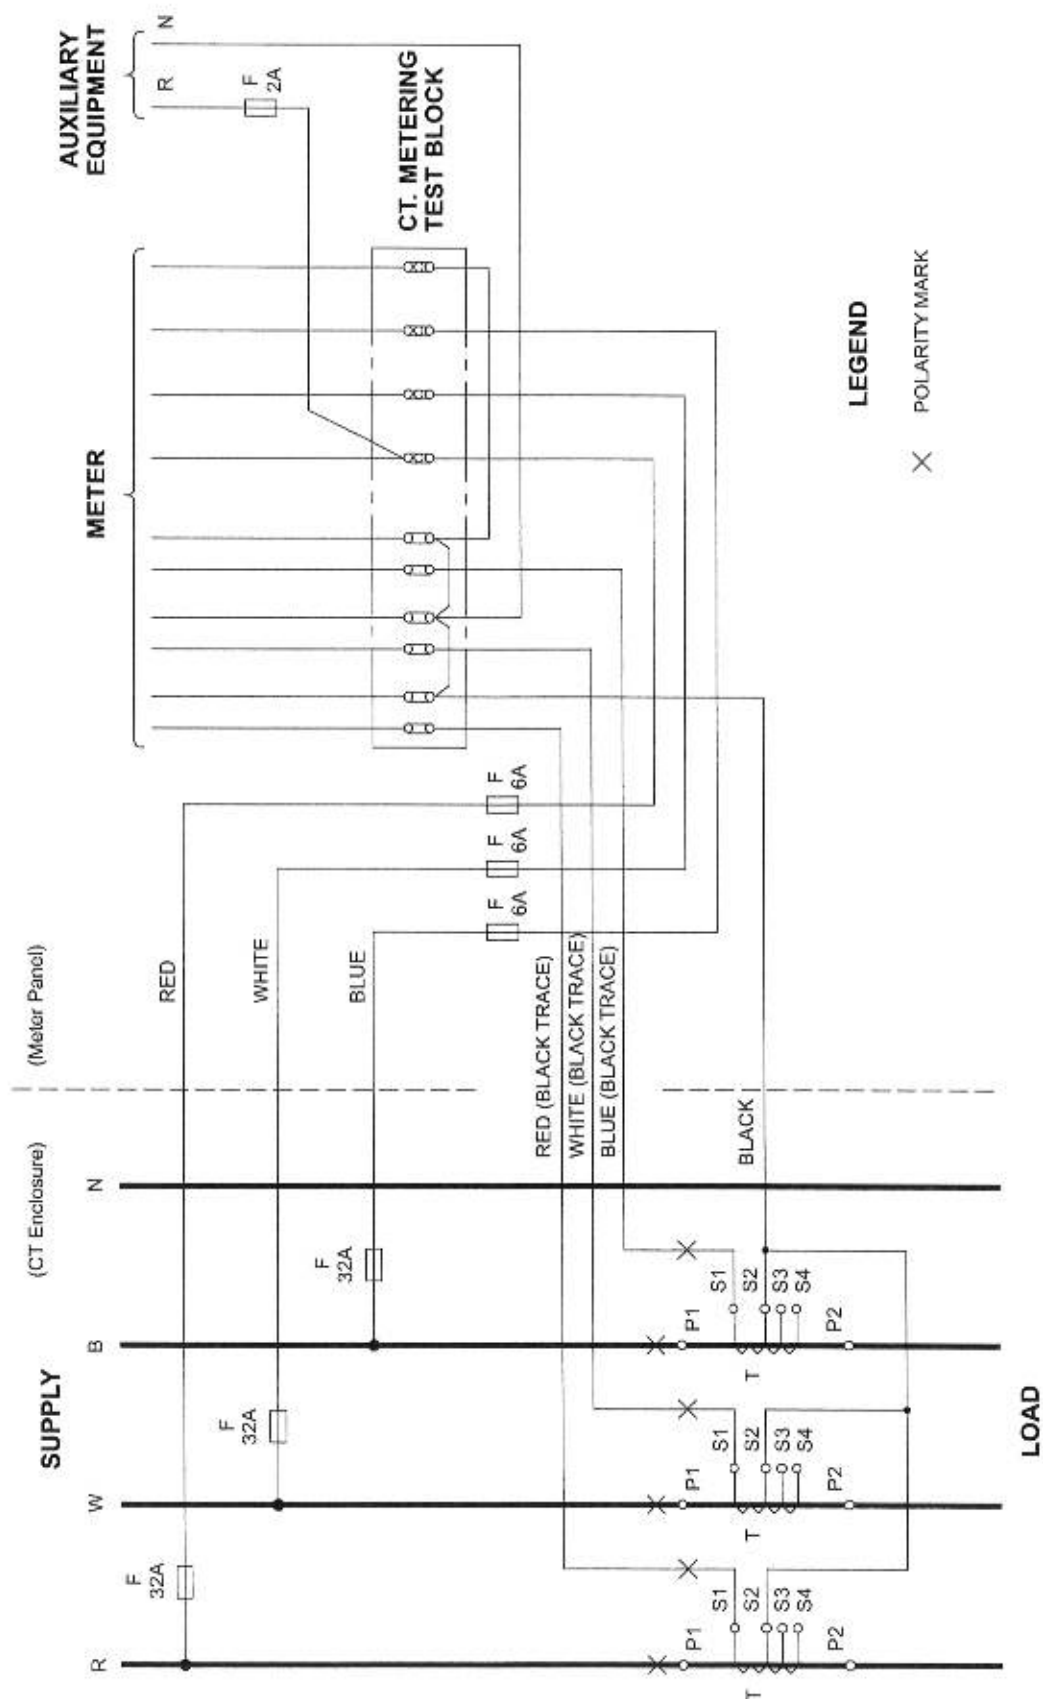 AUXILIARY
EQUIPMENT
R
N
F
2A
METER
CT. METERING
TEST BLOCK
LEGEND
POLARITY MARK
(Meter Panel)
RED
WHITE
BLUE
F
6A
F
6A
F
6A
RED (BLACK TRACE)
WHITE (BLACK TRACE)
BLUE (BLACK TRACE)
BLACK
(CT Enclosure)
SUPPLY
R
W
B
N
F
32A
F
32A
F
32A
P1
S1
S2
S3
S4
P2
T
P1
S1
S2
S3
S4
P2
T
P1
S1
S2
S3
S4
P2
T
LOAD